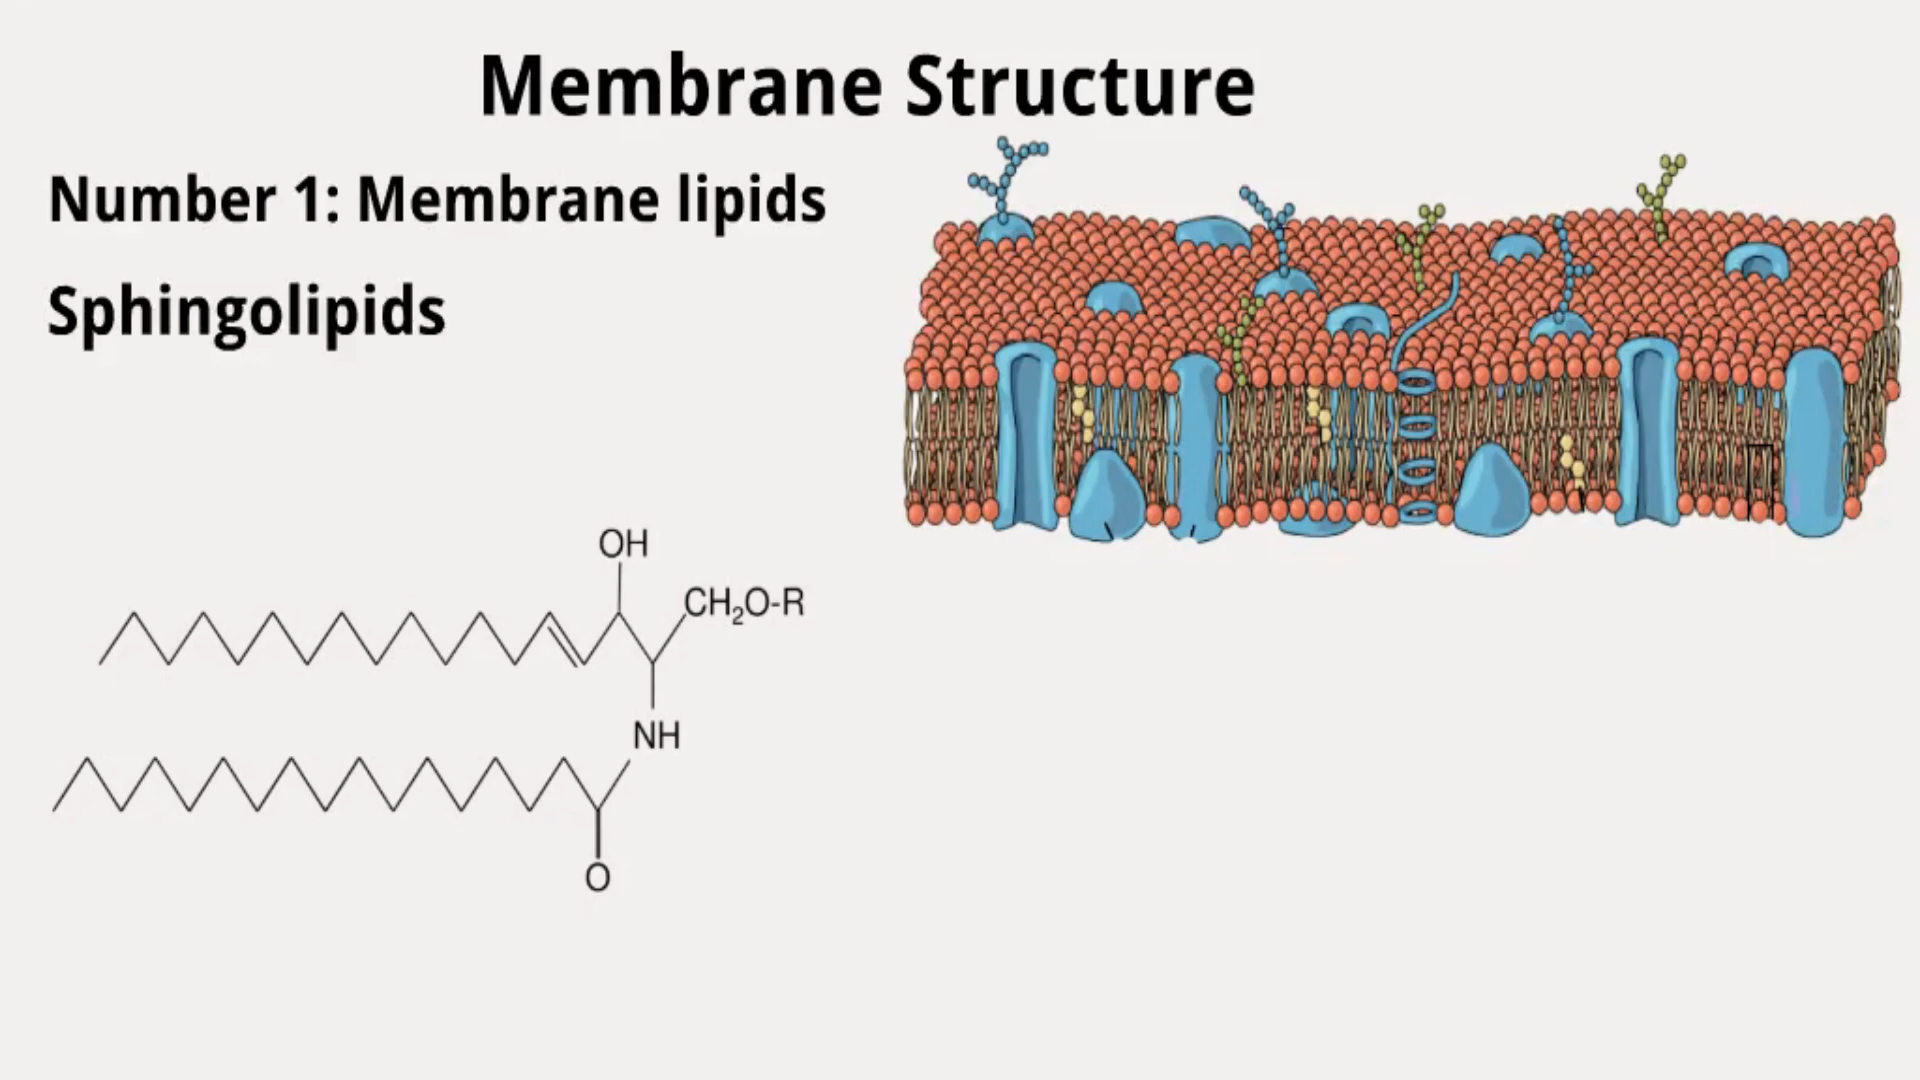 Membrane Structure
Number 1: Membrane lipids
Sphingolipids
OH
CH₂O-R
NH
O